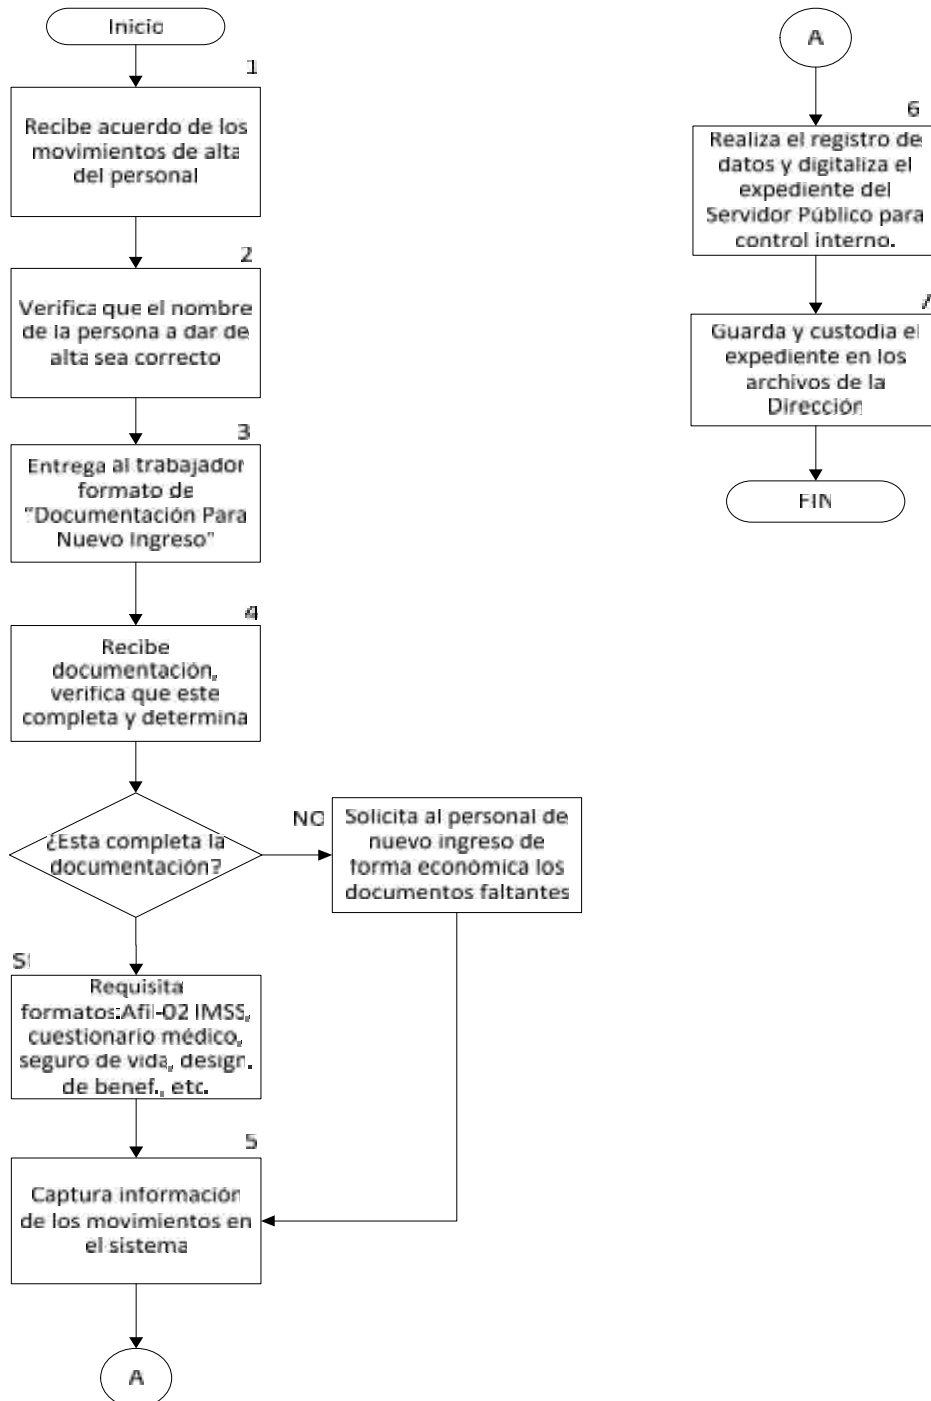 Inicio
1
Recibe acuerdo de los
movimientos de alta
del personal
2
Verifica que el nombre
de la persona a dar de
alta sea correcto
3
Entrega al trabajador
formato de
"Documentación Para
Nuevo Ingreso"
4
Recibe
documentación,
verifica que este
completa y determina
¿Esta completa la
documentación?
NO
Solicita al personal de
nuevo ingreso de
forma económica los
documentos faltantes
SI
Requisita
formatos:Afil-02 IMSS,
cuestionario médico,
seguro de vida, design.
de benef., etc.
5
Captura información
de los movimientos en
el sistema
A
A
6
Realiza el registro de
datos y digitaliza el
expediente del
Servidor Público para
control interno.
7
Guarda y custodia el
expediente en los
archivos de la
Dirección
FIN